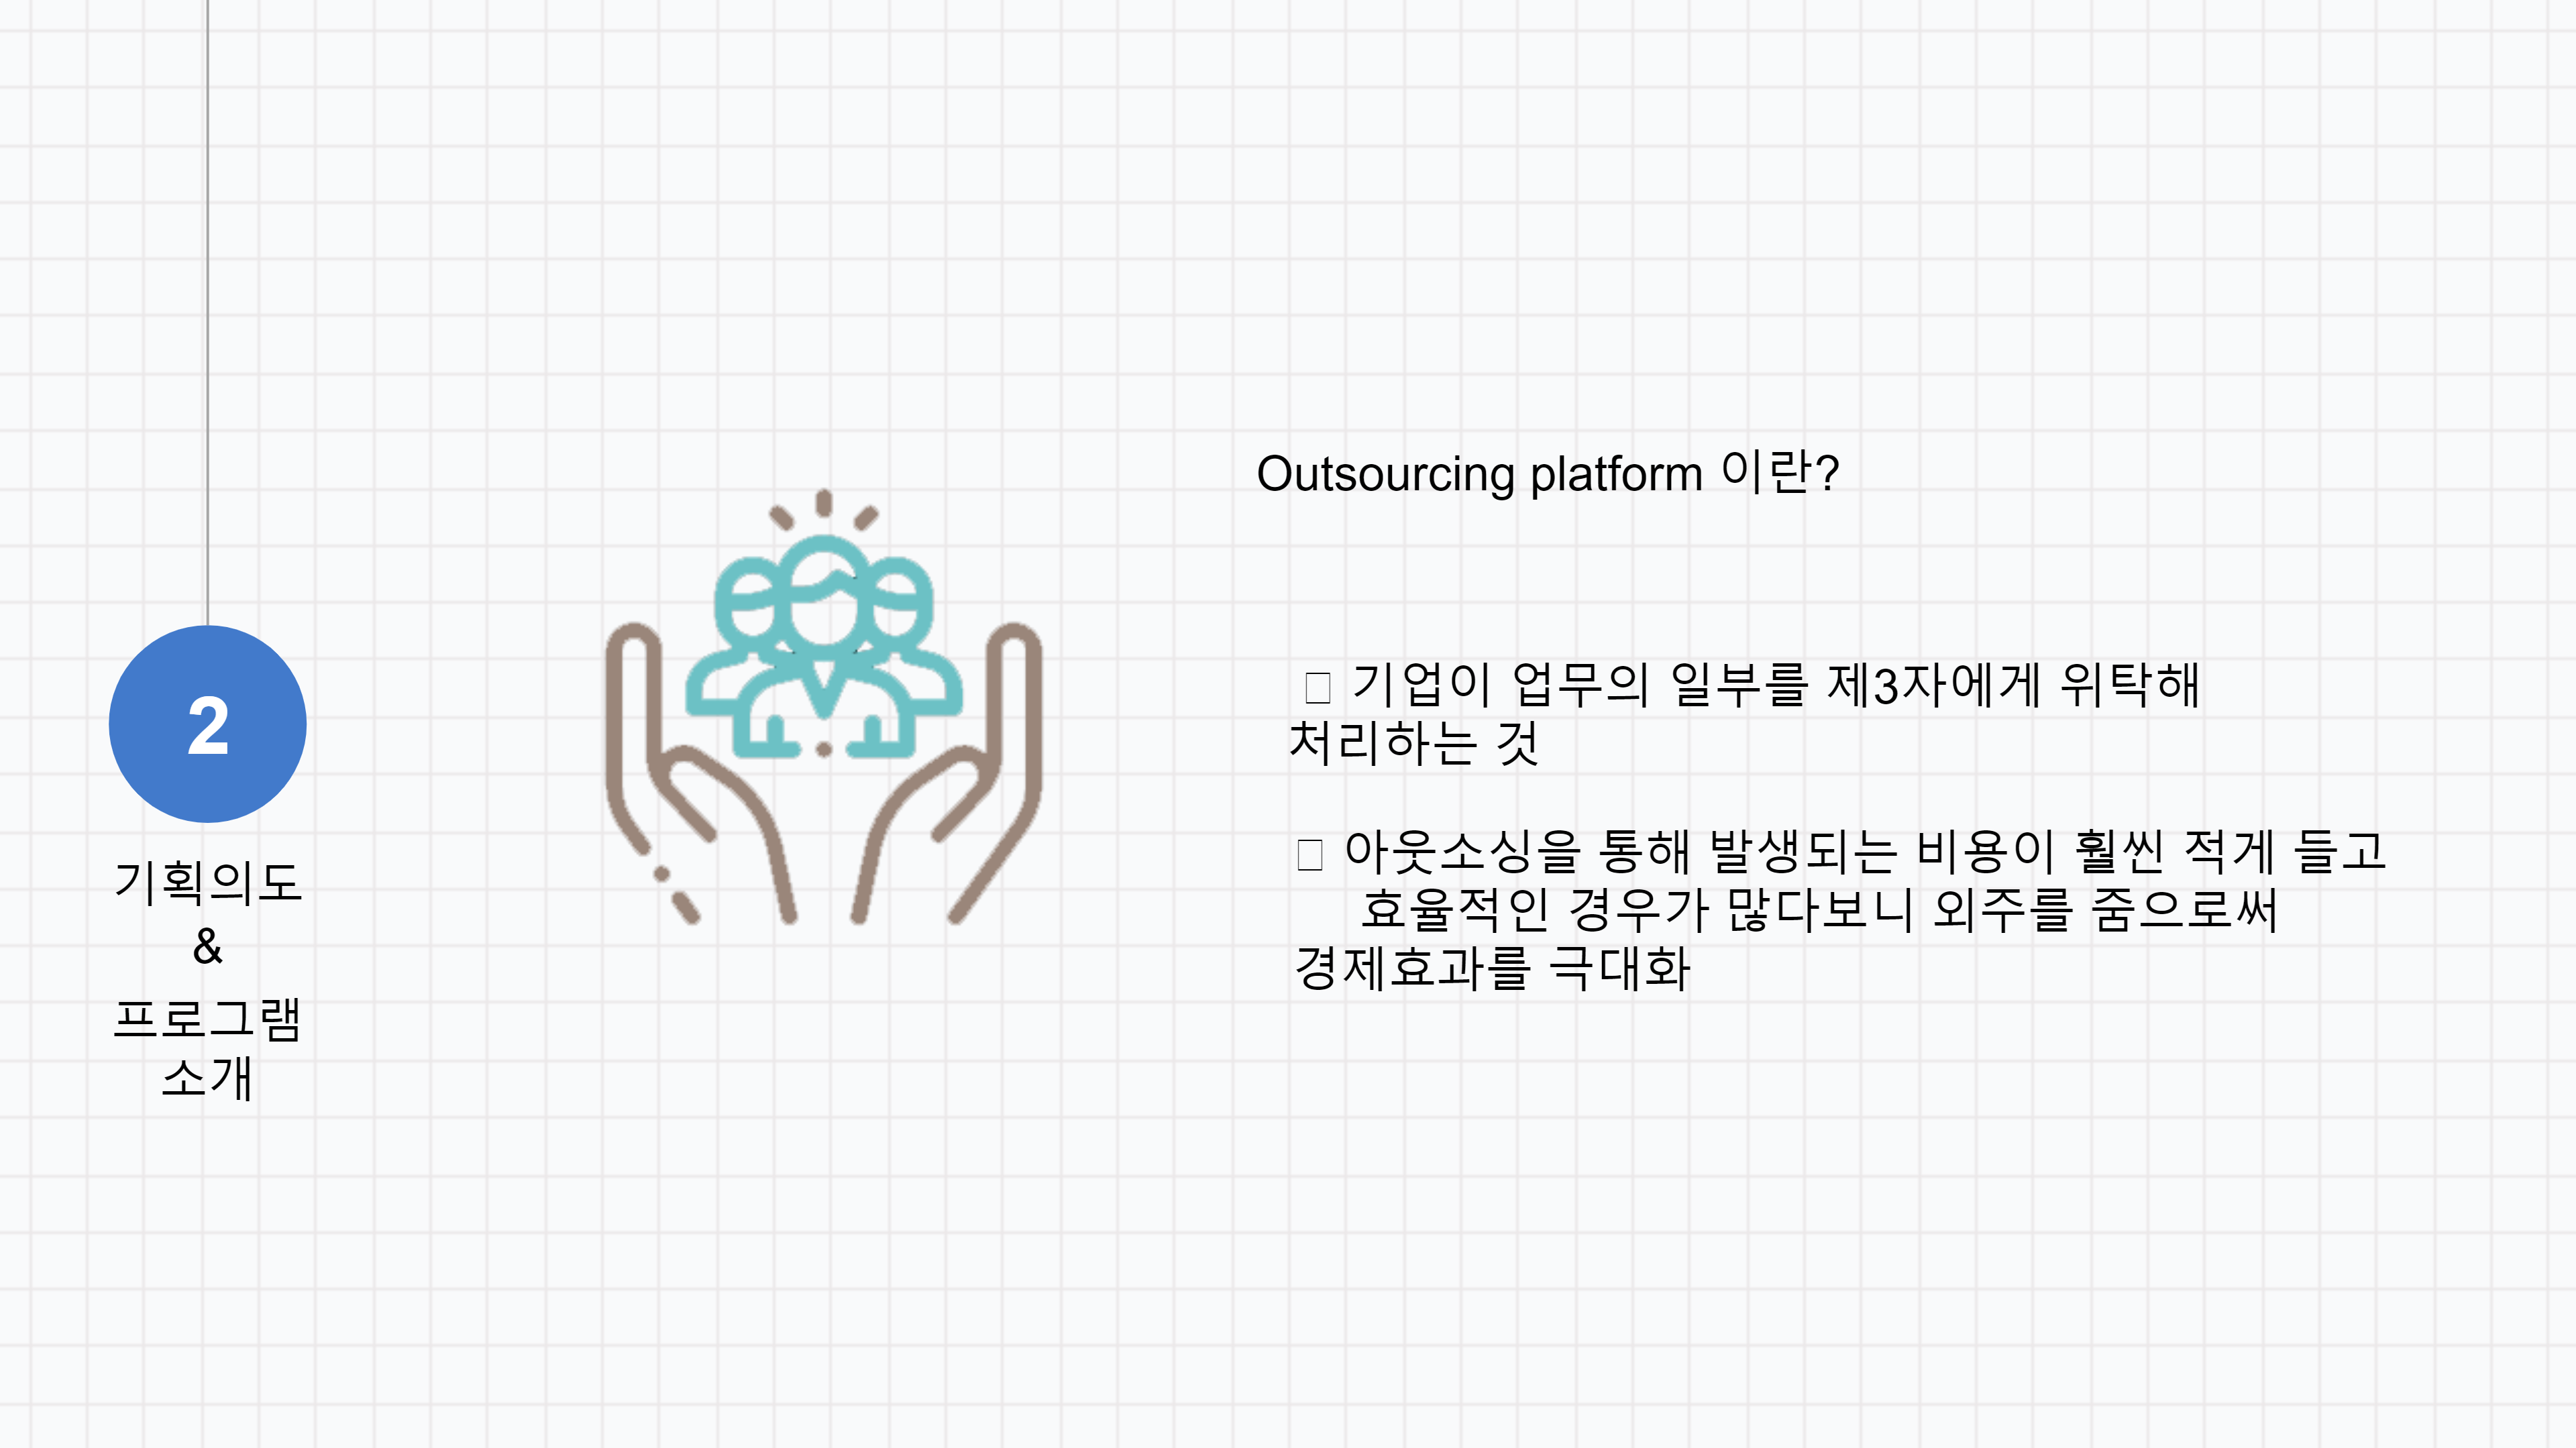 2
기획의도
&
프로그램
소개
Outsourcing platform 이란?
기업이 업무의 일부를 제3자에게 위탁해
처리하는 것
아웃소싱을 통해 발생되는 비용이 훨씬 적게 들고
효율적인 경우가 많다보니 외주를 줌으로써
경제효과를 극대화